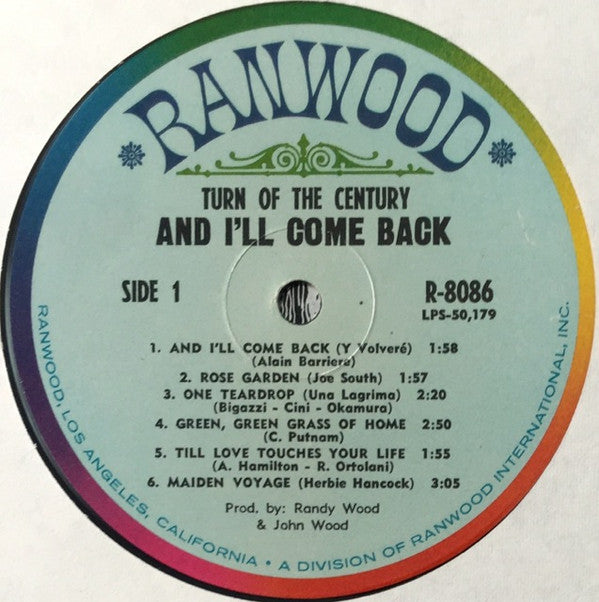 RANWOOD
TURN OF THE CENTURY
AND I'LL COME BACK
SIDE 1
R-8086
LPS-50,179
1. AND I'LL COME BACK (Y Volveré) 1:58
(Alain Barriere)
2. ROSE GARDEN (Joe South) 1:57
3. ONE TEARDROP (Una Lagrima) 2:20
(Bigazzi - Cini - Okamura)
4. GREEN, GREEN GRASS OF HOME 2:50
(C. Putnam)
5. TILL LOVE TOUCHES YOUR LIFE 1:55
(A. Hamilton - R. Ortolani)
6. MAIDEN VOYAGE (Herbie Hancock) 3:05
Prod. by: Randy Wood
& John Wood
RANWOOD, LOS ANGELES, CALIFORNIA • A DIVISION OF RANWOOD INTERNATIONAL, INC.